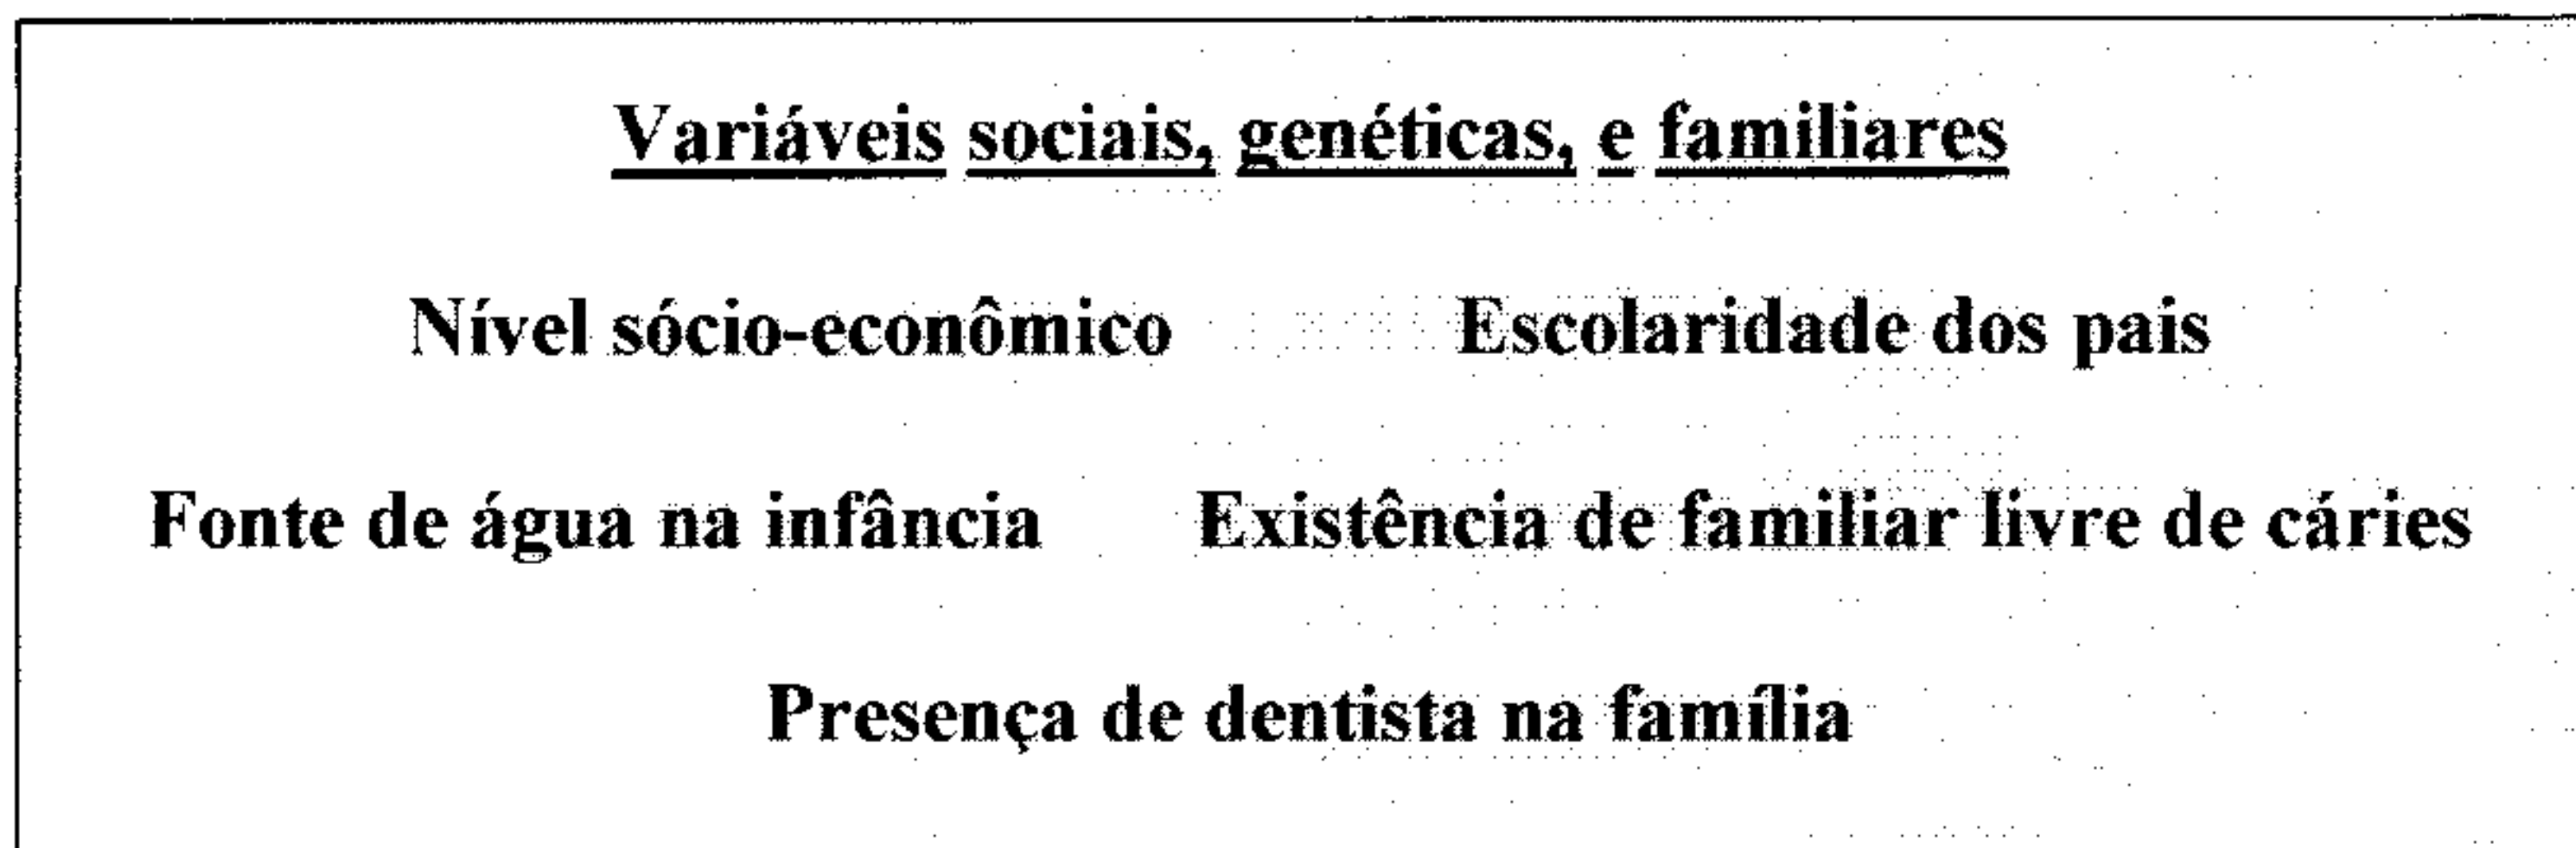 Variáveis sociais, genéticas, e familiares
Nível sócio-econômico Escolaridade dos pais
Fonte de água na infância Existência de familiar livre de cáries
Presença de dentista na família